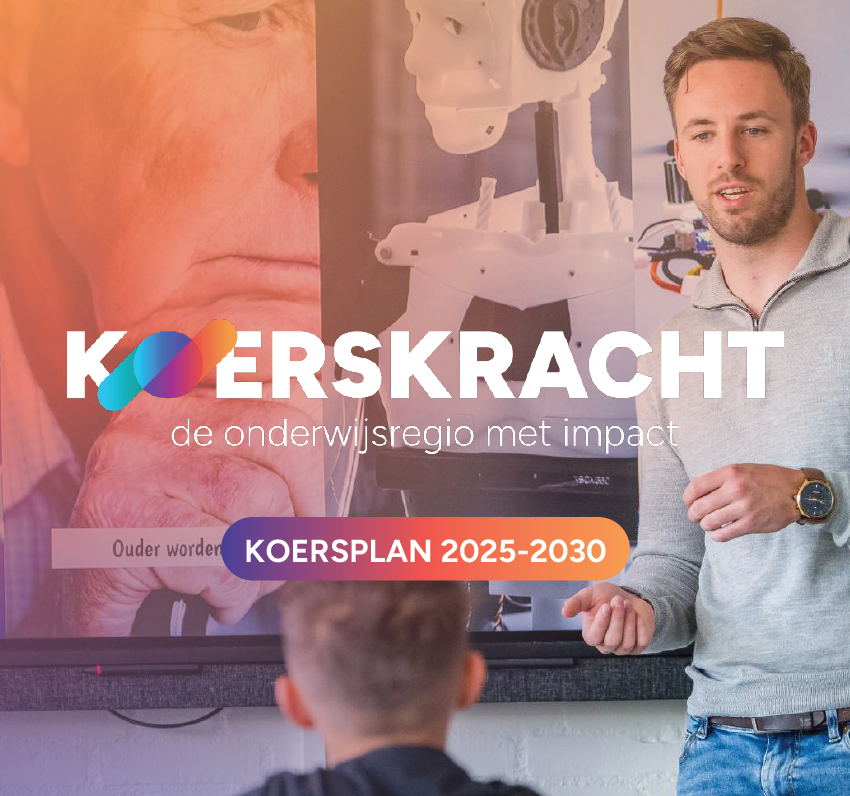 KOERSKRACHT
de onderwijsregio met impact
Ouder worden
KOERSPLAN 2025-2030